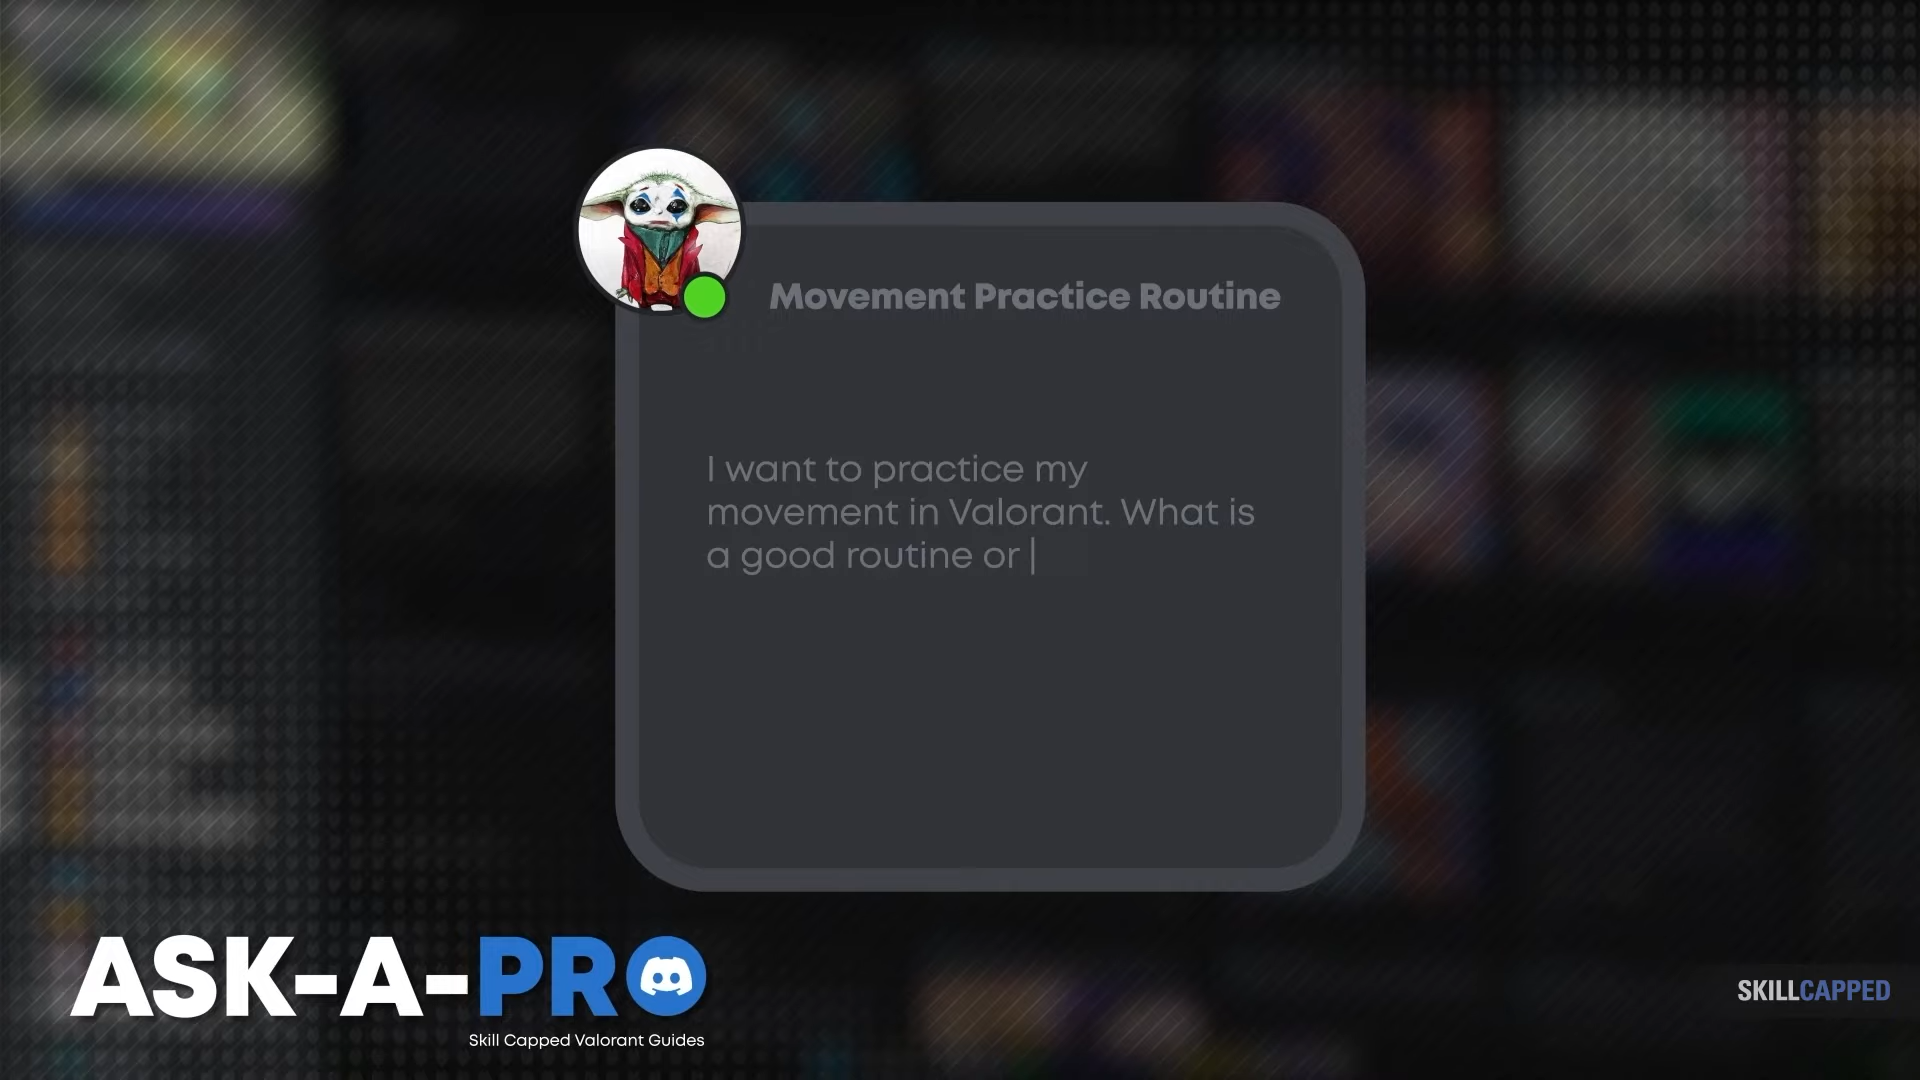 Movement Practice Routine
I want to practice my
movement in Valorant. What is
a good routine or |
ASK-A-PRO
Skill Capped Valorant Guides
SKILLCAPPED